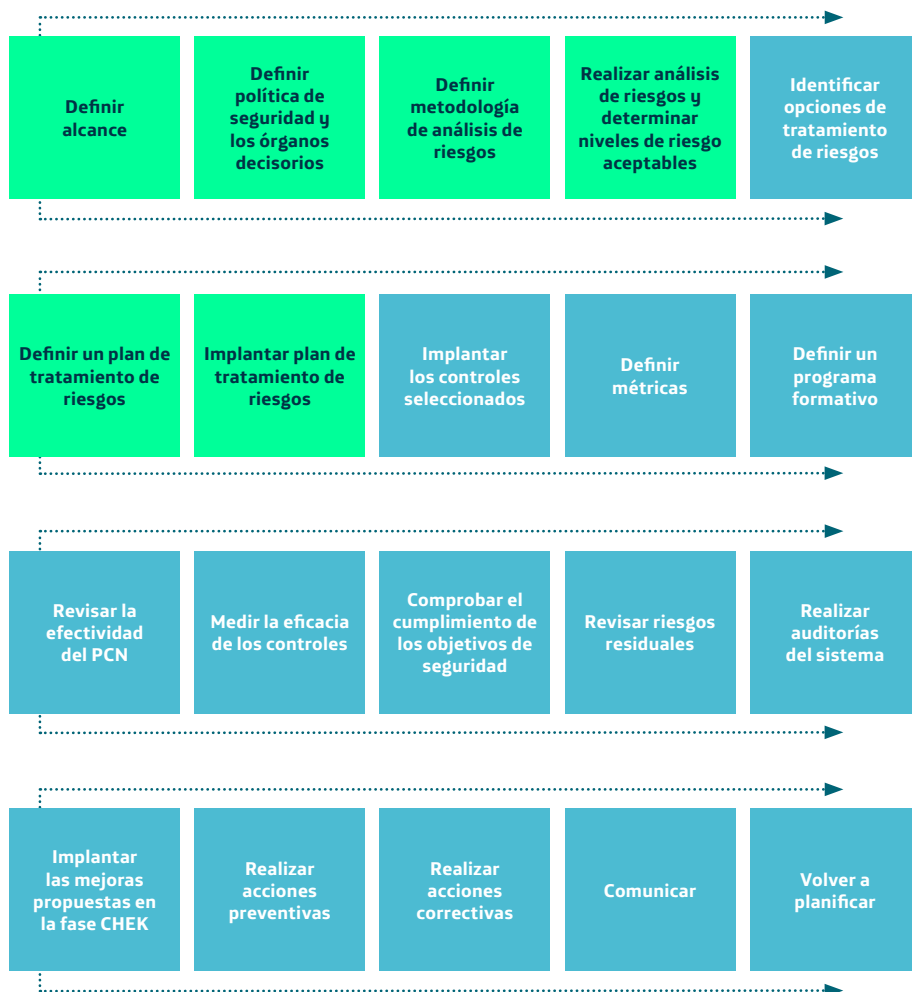 Definir
alcance
Definir
política de
seguridad y
los órganos
decisorios
Definir
metodología
de análisis de
riesgos
Realizar análisis
de riesgos y
determinar
niveles de riesgo
aceptables
Identificar
opciones de
tratamiento
de riesgos
Definir un plan de
tratamiento de
riesgos
Implantar plan de
tratamiento de
riesgos
Implantar
los controles
seleccionados
Definir
métricas
Definir un
programa
formativo
Revisar la
efectividad
del PCN
Medir la eficacia
de los controles
Comprobar el
cumplimiento de
los objetivos de
seguridad
Revisar riesgos
residuales
Realizar
auditorías
del sistema
Implantar
las mejoras
propuestas en
la fase CHEK
Realizar
acciones
preventivas
Realizar
acciones
correctivas
Comunicar
Volver a
planificar